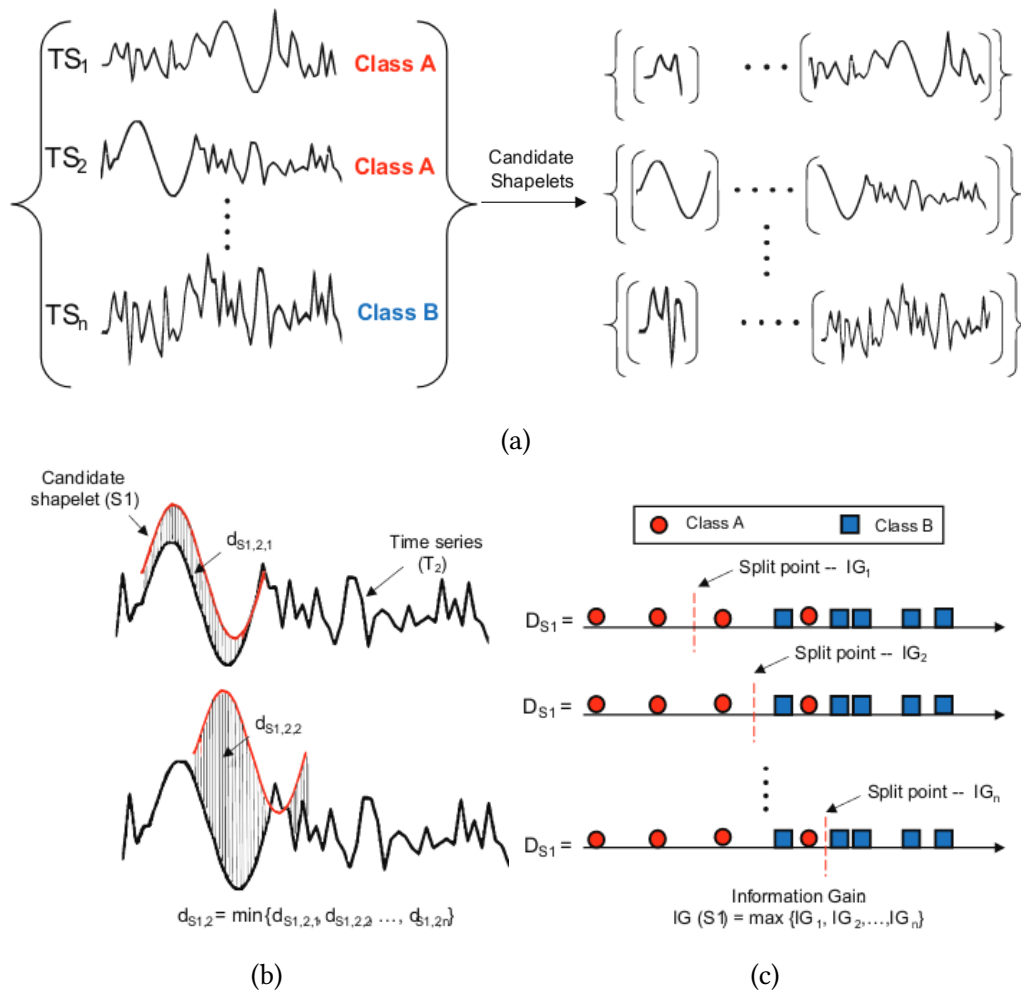 TS1 Class A
TS2 Class A
TSn Class B
Candidate
Shapelets
(a)
Candidate
shapelet (S1)
dS1,2,1
Time series
(T2)
dS1,2,2
dS1,2 = min{dS1,2,1, dS1,2,2, ..., dS1,2n}
(b)
Class A Class B
Split point -- IG1
DS1 =
Split point -- IG2
DS1 =
Split point -- IGn
DS1 =
Information Gain
IG (S1) = max {IG1, IG2,...,IGn}
(c)